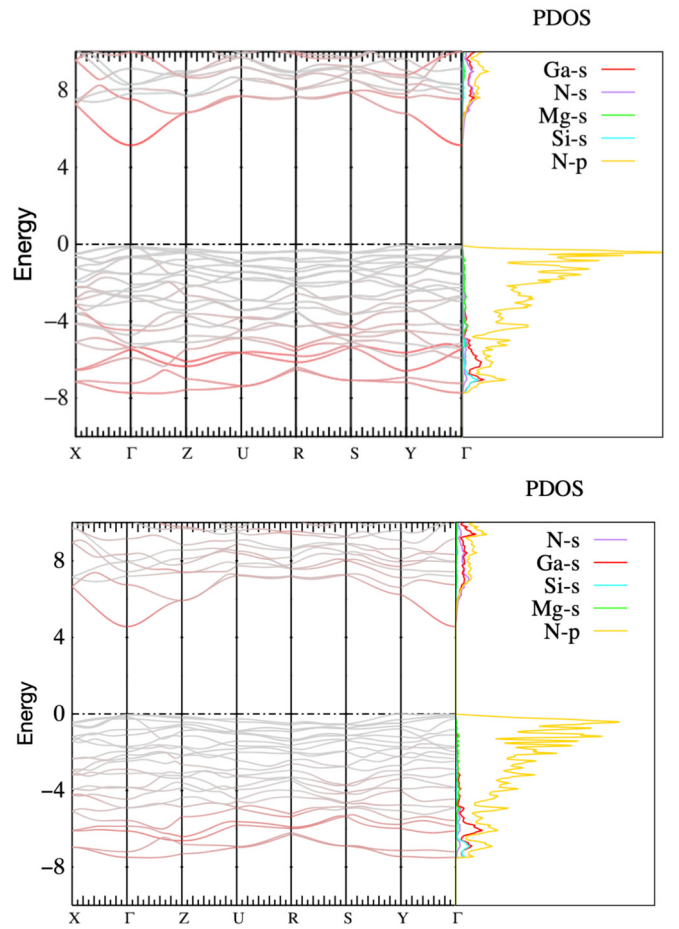 PDOS
Ga-s
N-s
Mg-s
Si-s
N-p
Energy
8
4
0
−4
−8
X Γ Z U R S Y Γ
PDOS
N-s
Ga-s
Si-s
Mg-s
N-p
Energy
8
4
0
−4
−8
X Γ Z U R S Y Γ